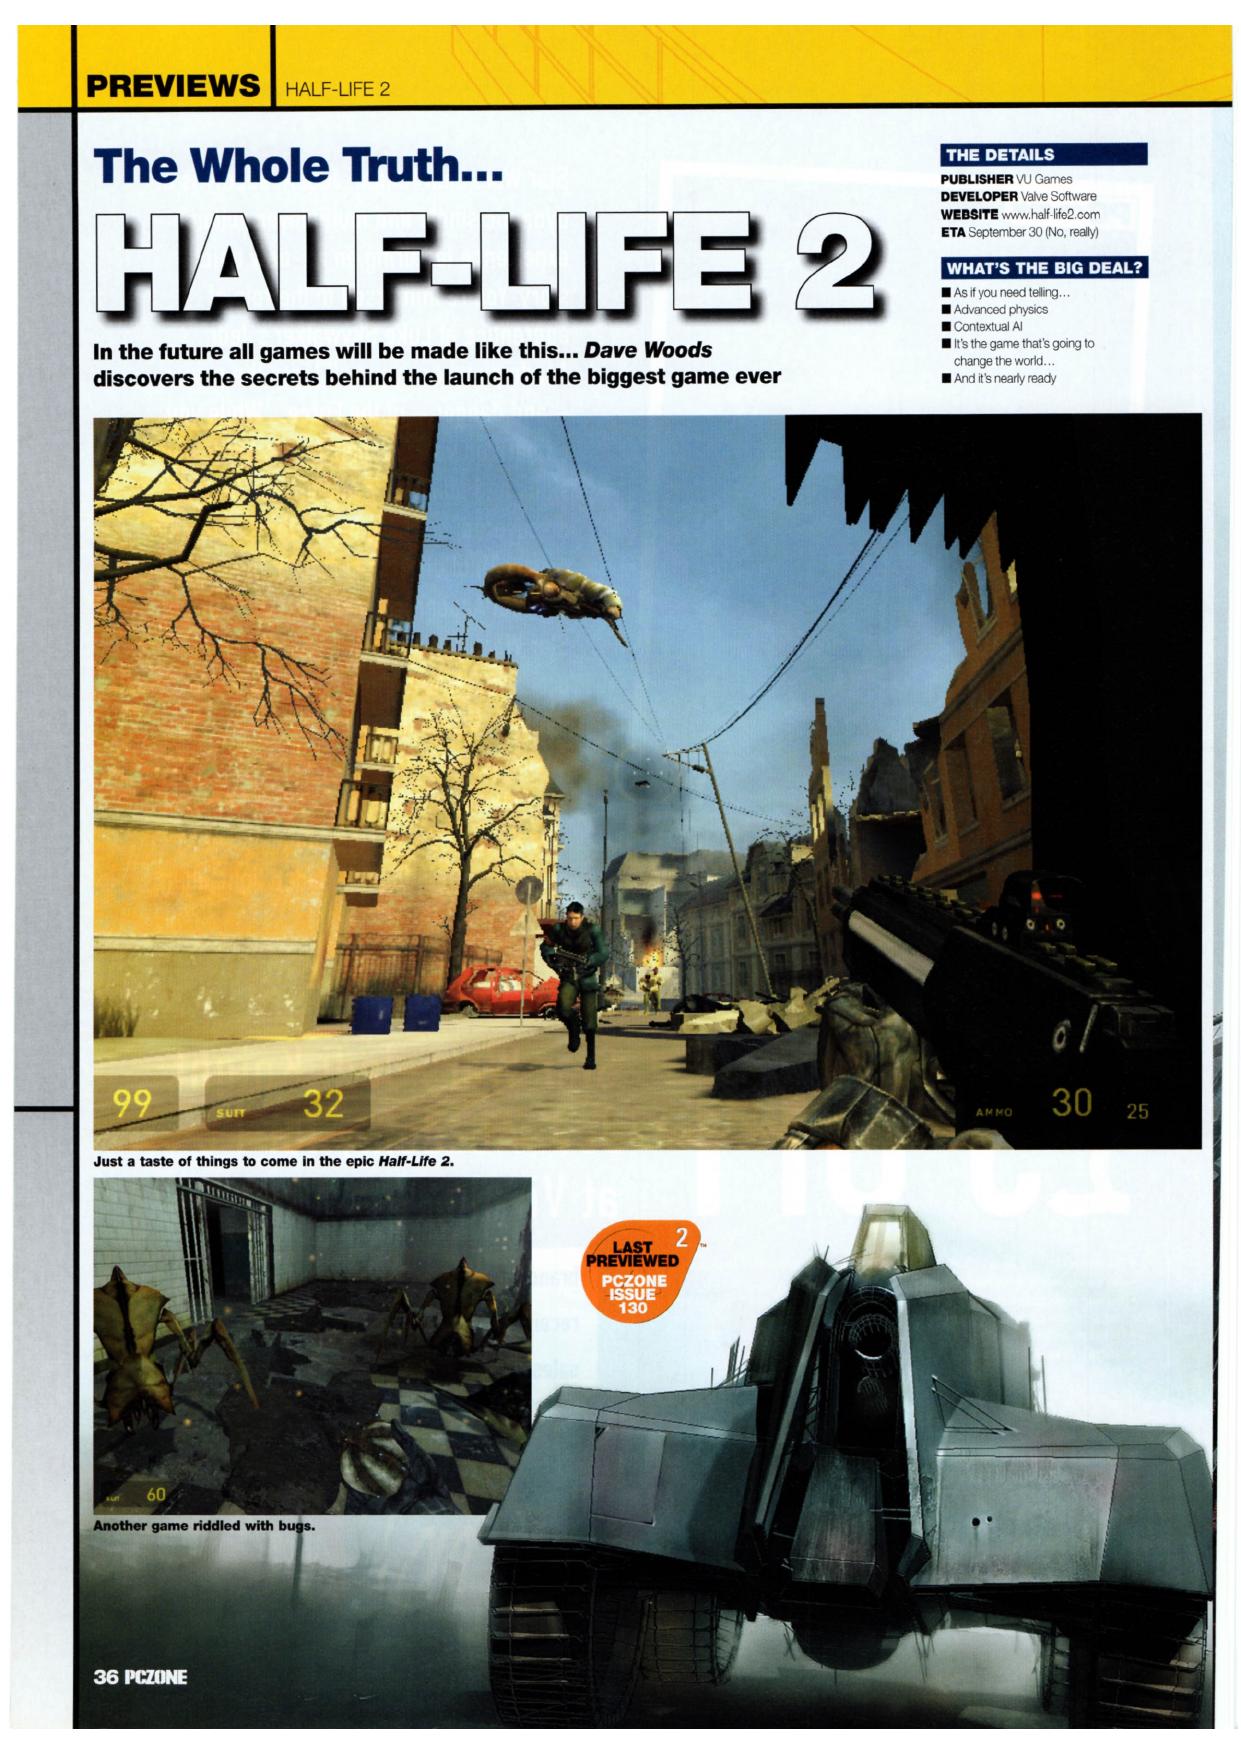 PREVIEWS HALF-LIFE 2
The Whole Truth...
HALF-LIFE 2
In the future all games will be made like this... Dave Woods
discovers the secrets behind the launch of the biggest game ever
THE DETAILS
PUBLISHER VU Games
DEVELOPER Valve Software
WEBSITE www.half-life2.com
ETA September 30 (No, really)
WHAT'S THE BIG DEAL?
■ As if you need telling...
■ Advanced physics
■ Contextual AI
■ It's the game that's going to
change the world...
■ And it's nearly ready
99 SUIT 32 AMMO 30 25
Just a taste of things to come in the epic Half-Life 2.
LAST
PREVIEWED 2 ™
PCZONE
ISSUE
130
SUIT 60
Another game riddled with bugs.
36 PCZONE